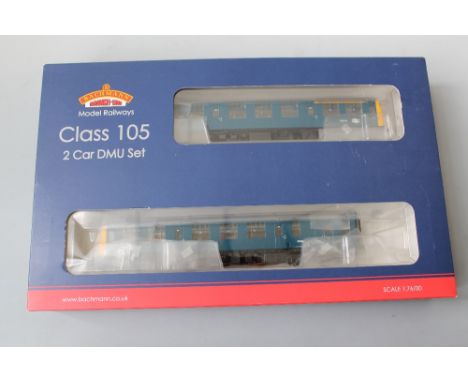 BACHMANN
Model Railways
Class 105
2 Car DMU Set
www.bachmann.co.uk
SCALE 1:76/00